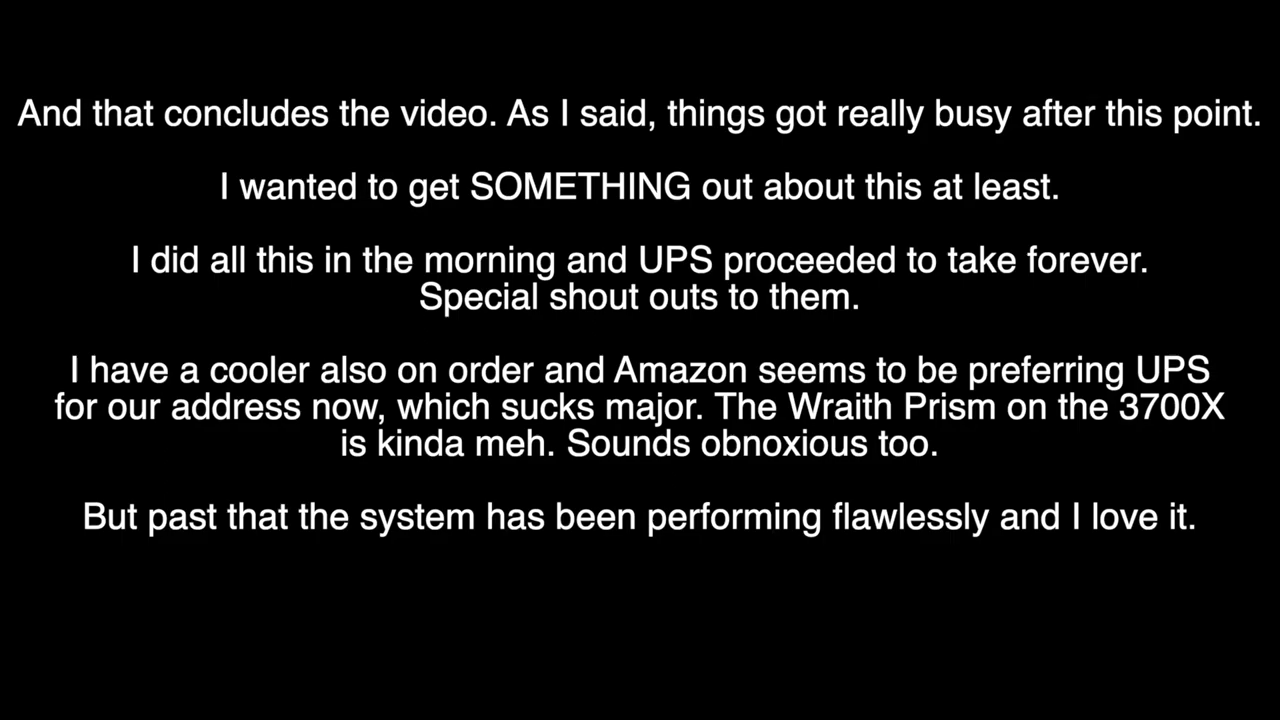 And that concludes the video. As I said, things got really busy after this point.
I wanted to get SOMETHING out about this at least.
I did all this in the morning and UPS proceeded to take forever.
Special shout outs to them.
I have a cooler also on order and Amazon seems to be preferring UPS
for our address now, which sucks major. The Wraith Prism on the 3700X
is kinda meh. Sounds obnoxious too.
But past that the system has been performing flawlessly and I love it.